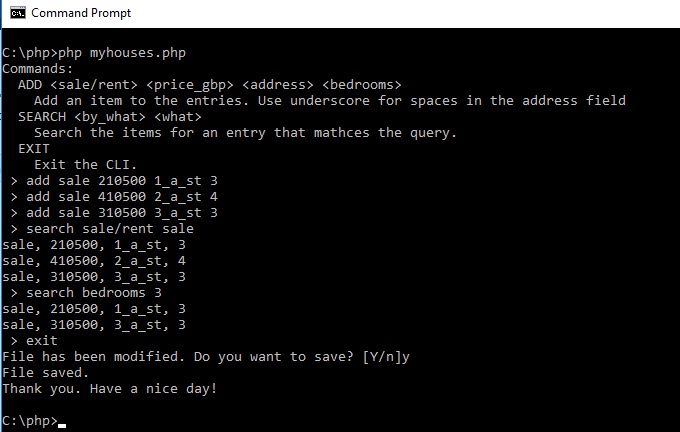 Command Prompt
C:\php>php myhouses.php
Commands:
  ADD <sale/rent> <price_gbp> <address> <bedrooms>
    Add an item to the entries. Use underscore for spaces in the address field
  SEARCH <by_what> <what>
    Search the items for an entry that mathces the query.
  EXIT
    Exit the CLI.
 > add sale 210500 1_a_st 3
 > add sale 410500 2_a_st 4
 > add sale 310500 3_a_st 3
 > search sale/rent sale
sale, 210500, 1_a_st, 3
sale, 410500, 2_a_st, 4
sale, 310500, 3_a_st, 3
 > search bedrooms 3
sale, 210500, 1_a_st, 3
sale, 310500, 3_a_st, 3
 > exit
File has been modified. Do you want to save? [Y/n]y
File saved.
Thank you. Have a nice day!
C:\php>